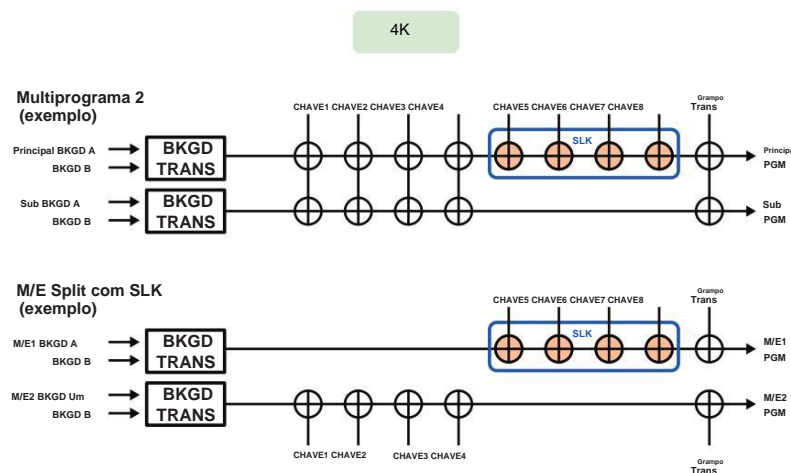 4K
Multiprograma 2
(exemplo)
CHAVE1 CHAVE2 CHAVE3 CHAVE4
CHAVE5 CHAVE6 CHAVE7 CHAVE8
Grampo
Trans
SLK
Principal BKGD A
BKGD B
BKGD
TRANS
Principa
PGM
Sub BKGD A
BKGD B
BKGD
TRANS
Sub
PGM
M/E Split com SLK
(exemplo)
CHAVE5 CHAVE6 CHAVE7 CHAVE8
Grampo
Trans
SLK
M/E1 BKGD A
BKGD B
BKGD
TRANS
M/E1
PGM
M/E2 BKGD Um
BKGD B
BKGD
TRANS
M/E2
PGM
CHAVE1 CHAVE2
CHAVE3 CHAVE4
Grampo
Trans